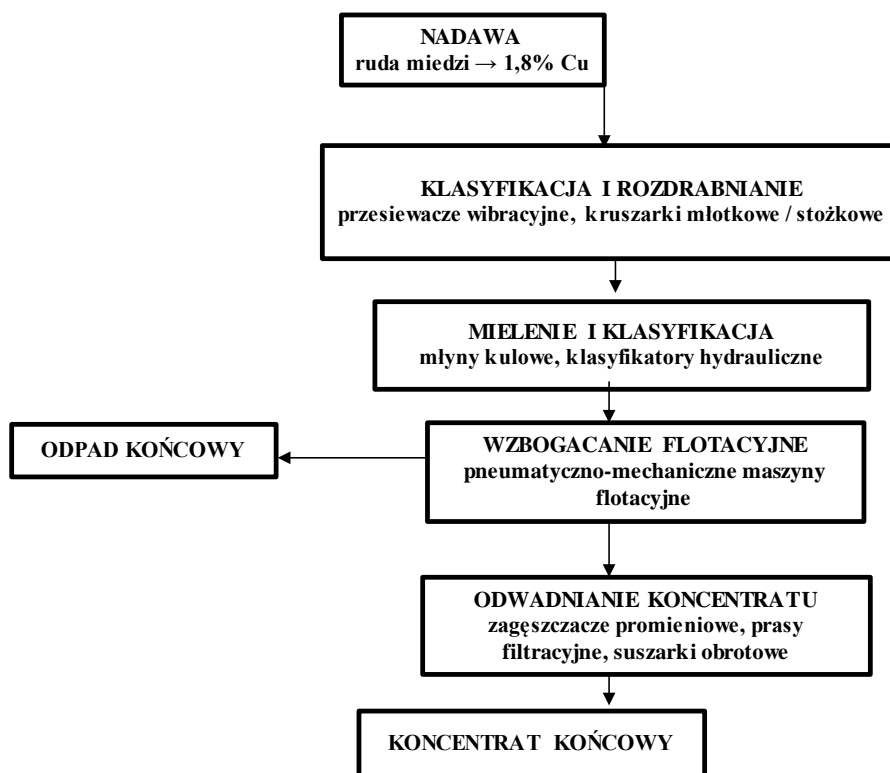 NADAWA
ruda miedzi → 1,8% Cu
KLASYFIKACJA I ROZDRABNIANIE
przesiewacze wibracyjne, kruszarki młotkowe / stożkowe
MIELENIE I KLASYFIKACJA
młyny kulowe, klasyfikatory hydrauliczne
ODPAD KOŃCOWY
WZBOGACANIE FLOTACYJNE
pneumatyczno-mechaniczne maszyny
flotacyjne
ODWADNIANIE KONCENTRATU
zagęszczacze promieniowe, prasy
filtracyjne, suszarki obrotowe
KONCENTRAT KOŃCOWY